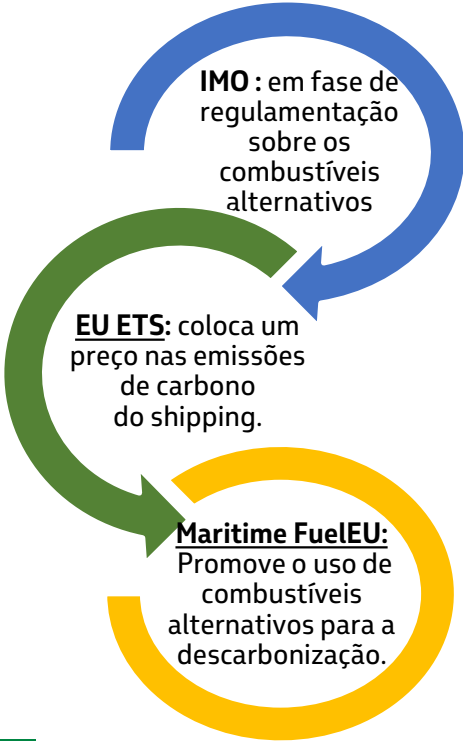 IMO : em fase de
regulamentação
sobre os
combustíveis
alternativos
EU ETS: coloca um
preço nas emissões
de carbono
do shipping.
Maritime FuelEU:
Promove o uso de
combustíveis
alternativos para a
descarbonização.